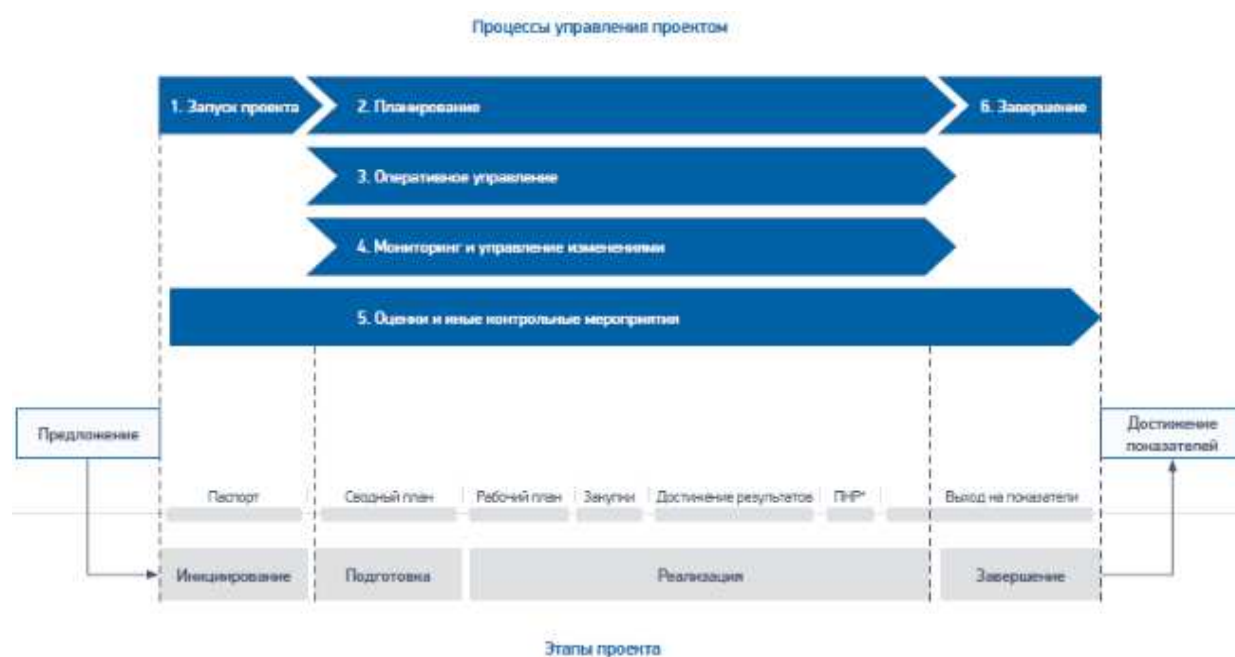 Процессы управления проектом
1. Запуск проекта
2. Планирование
6. Завершение
3. Оперативное управление
4. Мониторинг и управление изменениями
5. Оценки и иные контрольные мероприятия
Предложение
Достижение
показателей
Паспорт
Сводный план
Рабочий план
Закупки
Достижение результатов
ПНР*
Выход на показатели
Инициирование
Подготовка
Реализация
Завершение
Этапы проекта